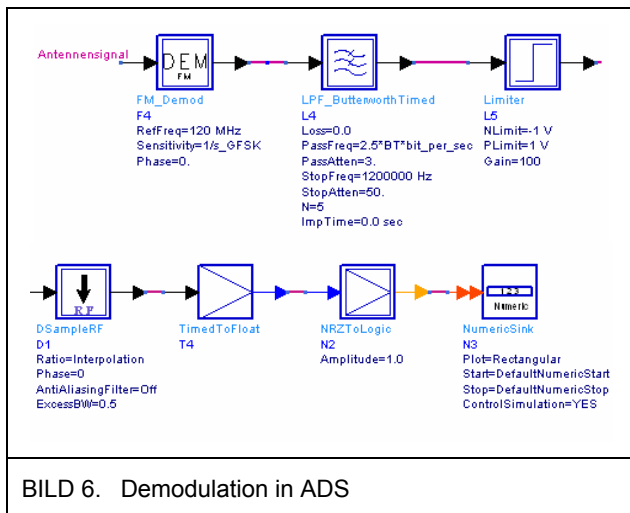 Antennensignal
DEM
FM
FM_Demod
F4
RefFreq=120 MHz
Sensitivity=1/s_GFSK
Phase=0.
LPF_ButterworthTimed
L4
Loss=0.0
PassFreq=2.5*BT*bit_per_sec
PassAtten=3.
StopFreq=1200000 Hz
StopAtten=50.
N=5
ImpTime=0.0 sec
Limiter
L5
NLimit=-1 V
PLimit=1 V
Gain=100
RF
DSampleRF
D1
Ratio=Interpolation
Phase=0
AntiAliasingFilter=Off
ExcessBW=0.5
TimedToFloat
T4
NRZToLogic
N2
Amplitude=1.0
123
Numeric
NumericSink
N3
Plot=Rectangular
Start=DefaultNumericStart
Stop=DefaultNumericStop
ControlSimulation=YES
BILD 6. Demodulation in ADS